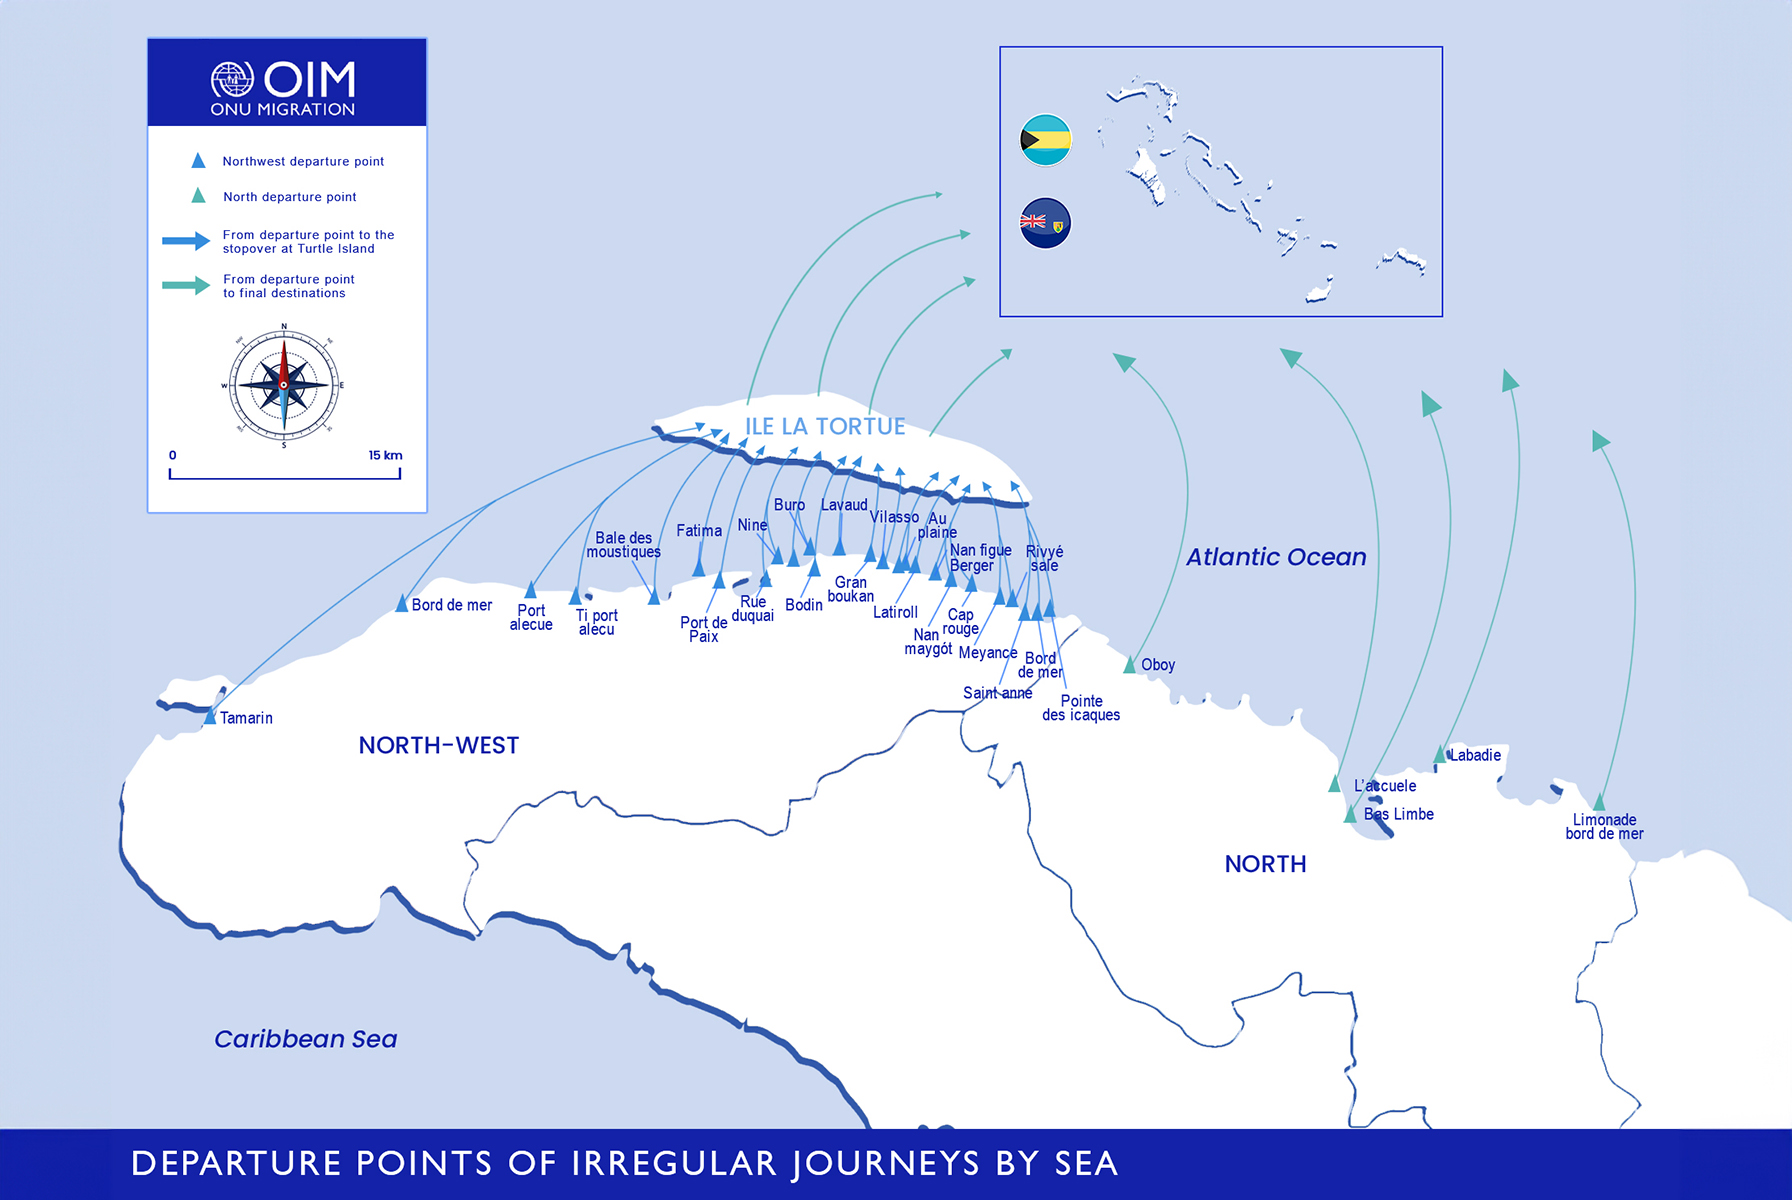 OIM
ONU MIGRATION
Northwest departure point
North departure point
From departure point to the
stopover at Turtle Island
From departure point
to final destinations
N
NW
NE
W
E
S
0
15 km
ILE LA TORTUE
Buro
Lavaud
Vilasso
Au
plaine
Nine
Fatima
Bale des
moustiques
Nan figue
Berger
Rivyé
sale
Atlantic Ocean
Bord de mer
Port
alecue
Ti port
alecu
Port de
Paix
Rue
duquai
Bodin
Gran
boukan
Latiroll
Nan
maygót
Cap
rouge
Meyance
Bord
de mer
Saint anne
Pointe
des icaques
Oboy
Tamarin
NORTH-WEST
Labadie
L'accuele
Bas Limbe
Limonade
bord de mer
NORTH
Caribbean Sea
DEPARTURE POINTS OF IRREGULAR JOURNEYS BY SEA